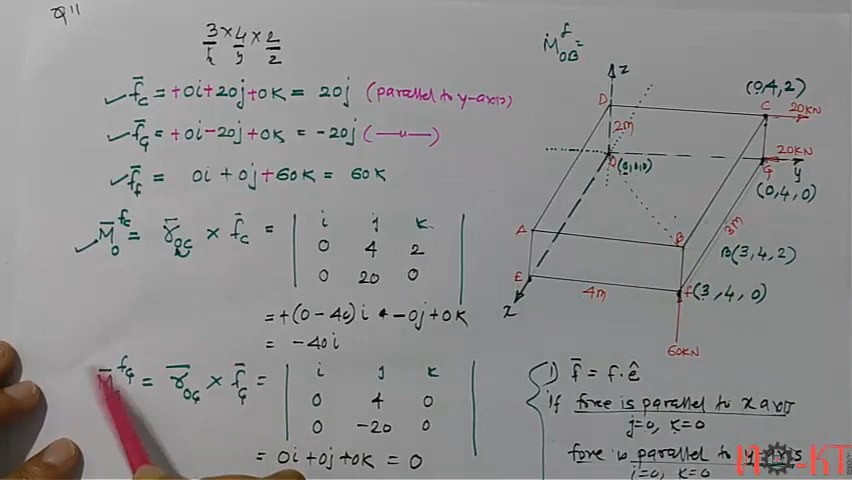 Q11
3 × 4 × 2
x y z
f̄c = +0i+20j+0k = 20j (parallel to y-axis)
f̄G = +0i-20j+0k = -20j ( —〃— )
f̄f = 0i + 0j + 60k = 60k
M̄o^fc = r̄oc × f̄c = | i j k |
0 4 2
0 20 0
= +(0-40)i - 0j + 0k
= -40i
r̄oG × f̄G = | i j k |
0 4 0
0 -20 0
= 0i + 0j + 0k = 0
M^f OB =
z
(0,4,2)
D
C
20KN
2m
20KN
O(0,0,0)
G
y
(0,4,0)
A
3m
B
B(3,4,2)
E
4m
f(3,4,0)
x
60KN
1) f̄ = f.ê
If force is parallel to x axis
j=0, k=0
force is parallel to y axis
i=0, k=0
-KT